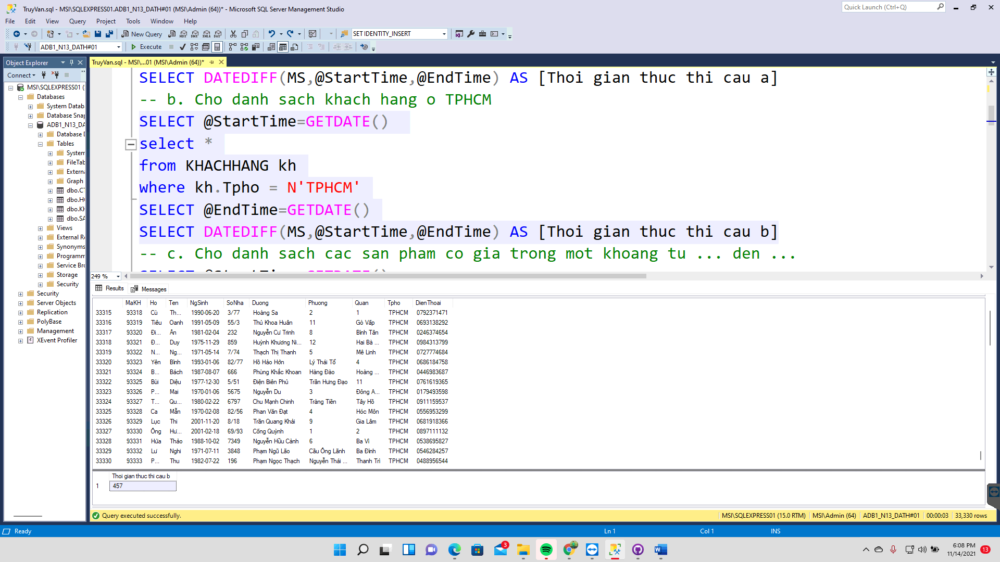 TruyVan.sql - MSI\SQLEXPRESS01.ADB1_N13_DATH#01 (MSI\Admin (64))* - Microsoft SQL Server Management Studio
Quick Launch (Ctrl+Q)
File Edit View Query Project Tools Window Help
New Query MDX DMX XMLA DAX SET IDENTITY_INSERT
ADB1_N13_DATH#01 Execute
Object Explorer
TruyVan.sql - MSI\...01 (MSI\Admin (64))*
Connect
MSI\SQLEXPRESS01 (
Databases
System Datab
Database Snap
ADB1_N13_DA
Database D
Tables
System
FileTab
Externa
Graph
dbo.CT
dbo.HO
dbo.KH
dbo.SA
Views
External Re
Synonyms
Programm
Service Bro
Storage
Security
Security
Server Objects
Replication
PolyBase
Management
XEvent Profiler
SELECT DATEDIFF(MS,@StartTime,@EndTime) AS [Thoi gian thuc thi cau a]
-- b. Cho danh sach khach hang o TPHCM
SELECT @StartTime=GETDATE()
select *
from KHACHHANG kh
where kh.Tpho = N'TPHCM'
SELECT @EndTime=GETDATE()
SELECT DATEDIFF(MS,@StartTime,@EndTime) AS [Thoi gian thuc thi cau b]
-- c. Cho danh sach cac san pham co gia trong mot khoang tu ... den ...
SELECT @StartTime=GETDATE()
249 %
Results Messages
MaKH Ho Ten NgSinh SoNha Duong Phuong Quan Tpho DienThoai
33315 93318 Cù Th... 1990-06-20 3/77 Hoàng Sa 2 1 TPHCM 0792371471
33316 93319 Tiêu Oanh 1991-05-09 55/3 Thủ Khoa Huân 11 Gò Vấp TPHCM 0693138292
33317 93320 Đi... Ân 1981-02-04 232 Nguyễn Cư Trinh 8 Bình Tân TPHCM 0246374654
33318 93321 Đ... Duy 1975-11-29 859 Huỳnh Khương Ni... 12 Hai Bà ... TPHCM 0984313799
33319 93322 N... Ng... 1971-05-14 7/74 Thạch Thị Thanh 5 Mê Linh TPHCM 0727774684
33320 93323 Yên Bình 1993-01-06 82/77 Hồ Hảo Hớn Lý Thái Tổ 4 TPHCM 0686184758
33321 93324 B... Bách 1987-08-07 666 Phùng Khắc Khoan Hàng Đào Hoàng ... TPHCM 0446983687
33322 93325 Bùi Diệu 1977-12-30 5/51 Điện Biên Phủ Trần Hưng Đạo 11 TPHCM 0761619365
33323 93326 P... Mai 1970-01-06 5675 Nguyễn Du 3 Đông A... TPHCM 0179493598
33324 93327 T... Qu... 1980-02-22 6797 Chu Mạnh Chinh Tràng Tiền Tây Hồ TPHCM 0911159537
33325 93328 Ca Mẫn 1970-02-08 82/56 Phan Văn Đạt 4 Hóc Môn TPHCM 0556953299
33326 93329 Lục Thi 2001-11-20 8/18 Trần Quang Khải 9 Gia Lâm TPHCM 0681918366
33327 93330 Ông Hư... 2001-02-18 69/93 Cống Quỳnh 1 2 TPHCM 0897111132
33328 93331 Hứa Thảo 1988-10-02 7349 Nguyễn Hữu Cảnh 6 Ba Vì TPHCM 0538695827
33329 93332 Lư Nghi 1971-07-11 3848 Phạm Ngũ Lão Cầu Ông Lãnh Ba Đình TPHCM 0546284257
33330 93333 P... Thu 1982-07-22 196 Phạm Ngọc Thạch Nguyễn Thái ... Thanh Trì TPHCM 0488956544
Thoi gian thuc thi cau b
1 457
Query executed successfully. MSI\SQLEXPRESS01 (15.0 RTM) MSI\Admin (64) ADB1_N13_DATH#01 00:00:03 33,330 rows
Ready Ln 1 Col 1 INS
3
6:08 PM
11/14/2021
13